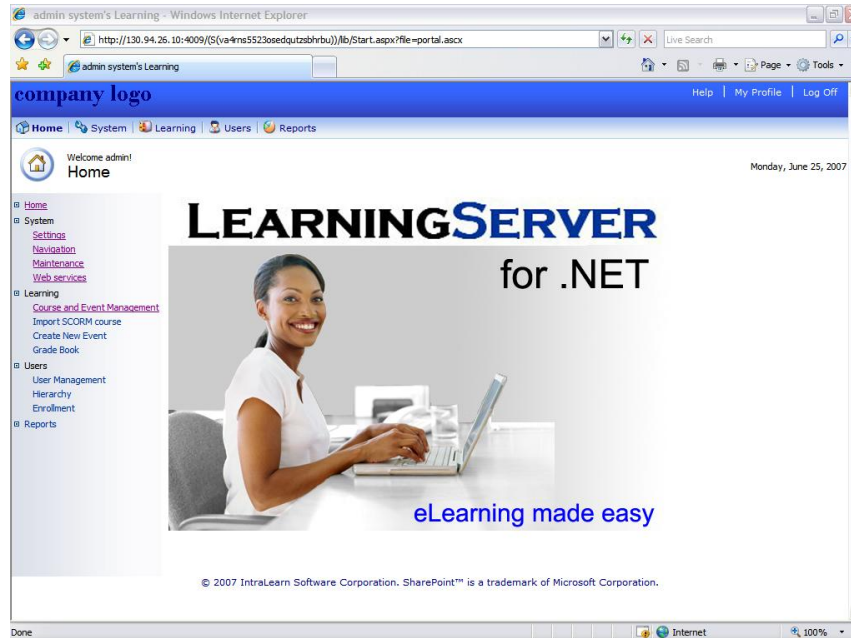 admin system's Learning - Windows Internet Explorer
http://130.94.26.10:4009/(S(va4rns5523osedqutzsbhrbu))/lib/Start.aspx?file=portal.ascx
Live Search
admin system's Learning
Page
Tools
company logo
Help | My Profile | Log Off
Home | System | Learning | Users | Reports
Welcome admin!
Home
Monday, June 25, 2007
Home
System
Settings
Navigation
Maintenance
Web services
Learning
Course and Event Management
Import SCORM course
Create New Event
Grade Book
Users
User Management
Hierarchy
Enrollment
Reports
LEARNINGSERVER
for .NET
eLearning made easy
© 2007 IntraLearn Software Corporation. SharePoint™ is a trademark of Microsoft Corporation.
Done
Internet
100%